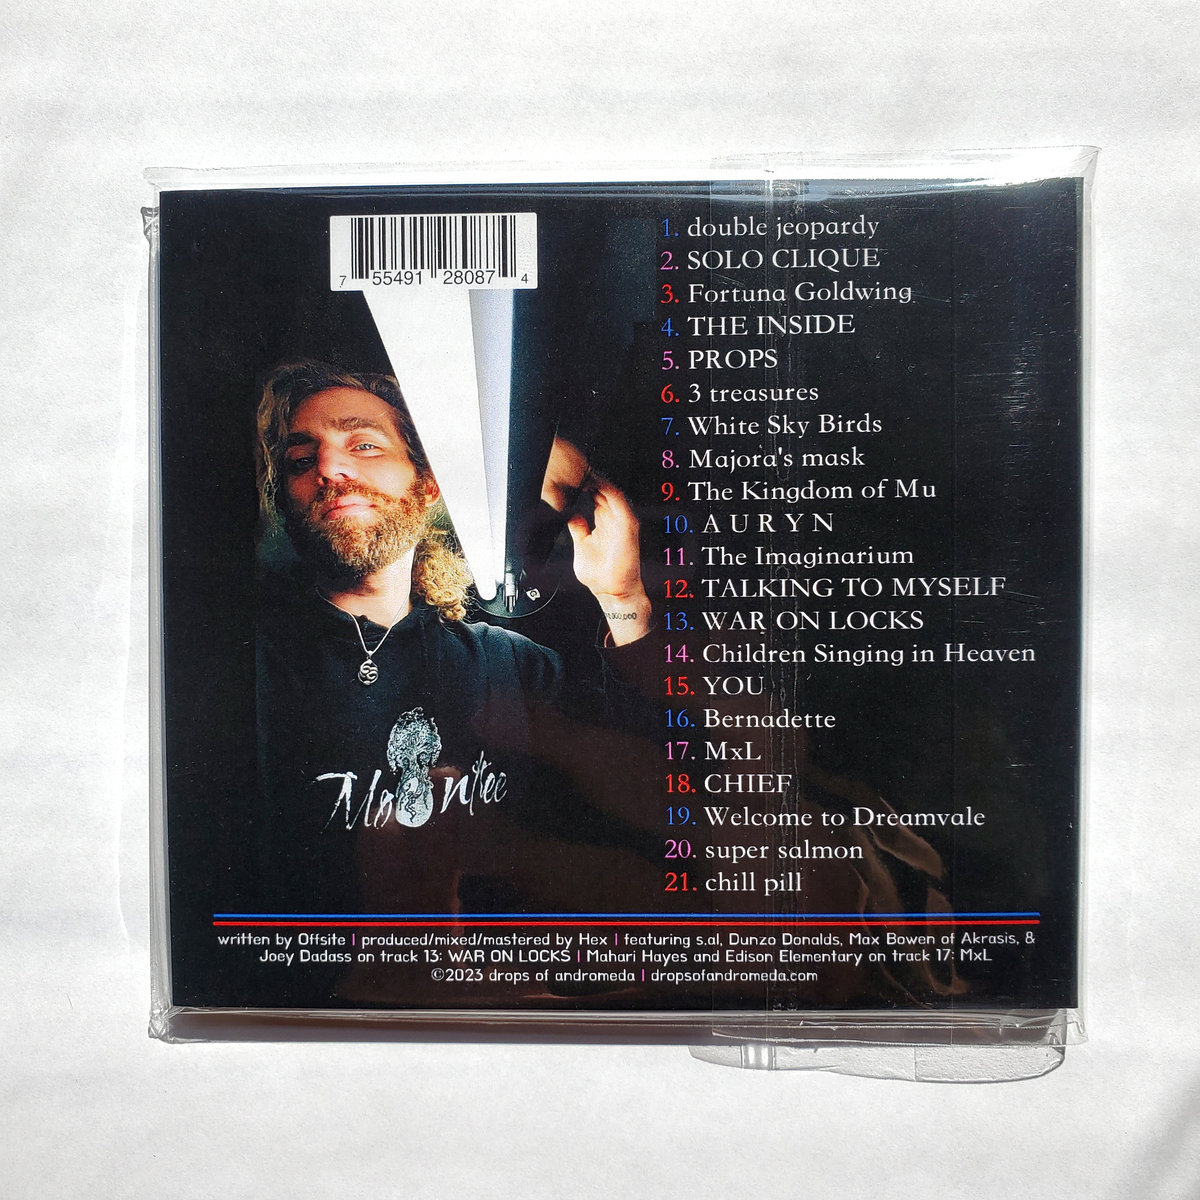 7 55491 28087 4
1. double jeopardy
2. SOLO CLIQUE
3. Fortuna Goldwing
4. THE INSIDE
5. PROPS
6. 3 treasures
7. White Sky Birds
8. Majora's mask
9. The Kingdom of Mu
10. A U R Y N
11. The Imaginarium
12. TALKING TO MYSELF
13. WAR ON LOCKS
14. Children Singing in Heaven
15. YOU
16. Bernadette
17. MxL
18. CHIEF
19. Welcome to Dreamvale
20. super salmon
21. chill pill
written by Offsite | produced/mixed/mastered by Hex | featuring s.al, Dunzo Donalds, Max Bowen of Akrasis, &
Joey Dadass on track 13: WAR ON LOCKS | Mahari Hayes and Edison Elementary on track 17: MxL
©2023 drops of andromeda | dropsofandromeda.com